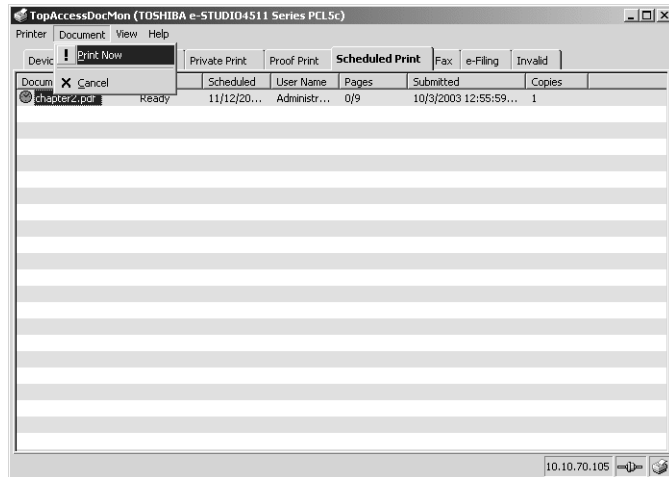 TopAccessDocMon (TOSHIBA e-STUDIO4511 Series PCL5c)
Printer Document View Help
Print Now
Devic Private Print Proof Print Scheduled Print Fax e-Filing Invalid
Cancel
Docum Scheduled User Name Pages Submitted Copies
chapter2.pdf Ready 11/12/20... Administr... 0/9 10/3/2003 12:55:59... 1
10.10.70.105